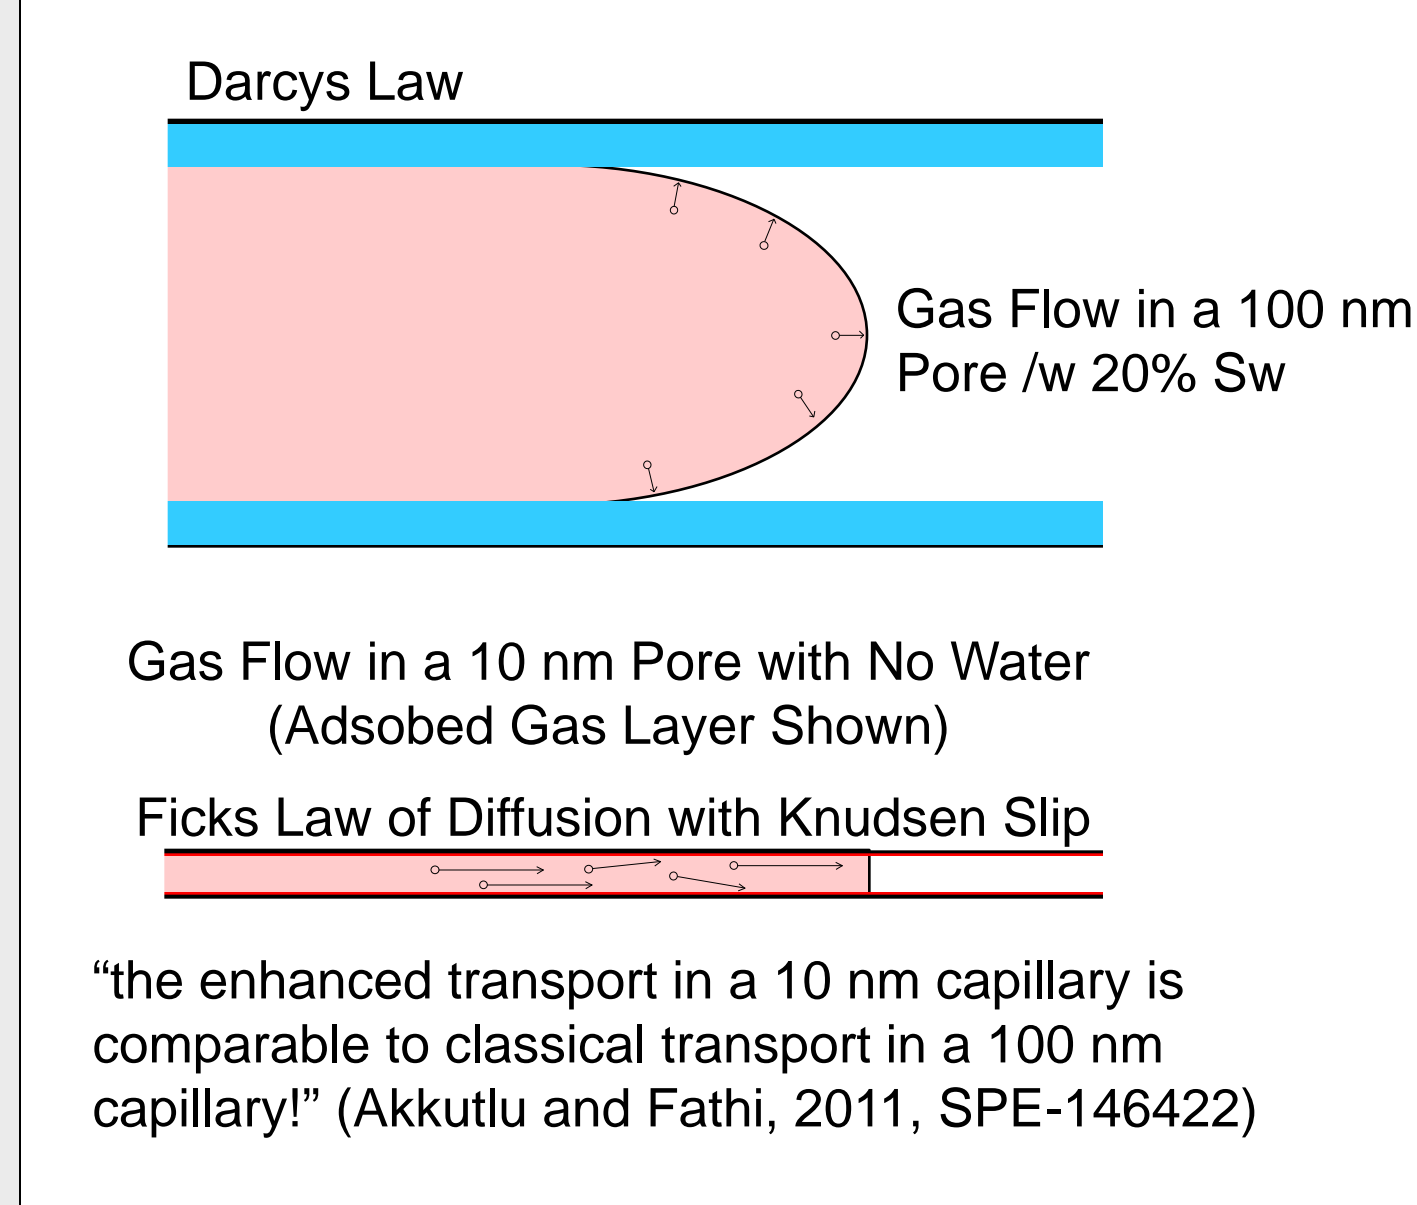 Darcys Law
Gas Flow in a 100 nm
Pore /w 20% Sw
Gas Flow in a 10 nm Pore with No Water
(Adsobed Gas Layer Shown)
Ficks Law of Diffusion with Knudsen Slip
“the enhanced transport in a 10 nm capillary is
comparable to classical transport in a 100 nm
capillary!” (Akkutlu and Fathi, 2011, SPE-146422)